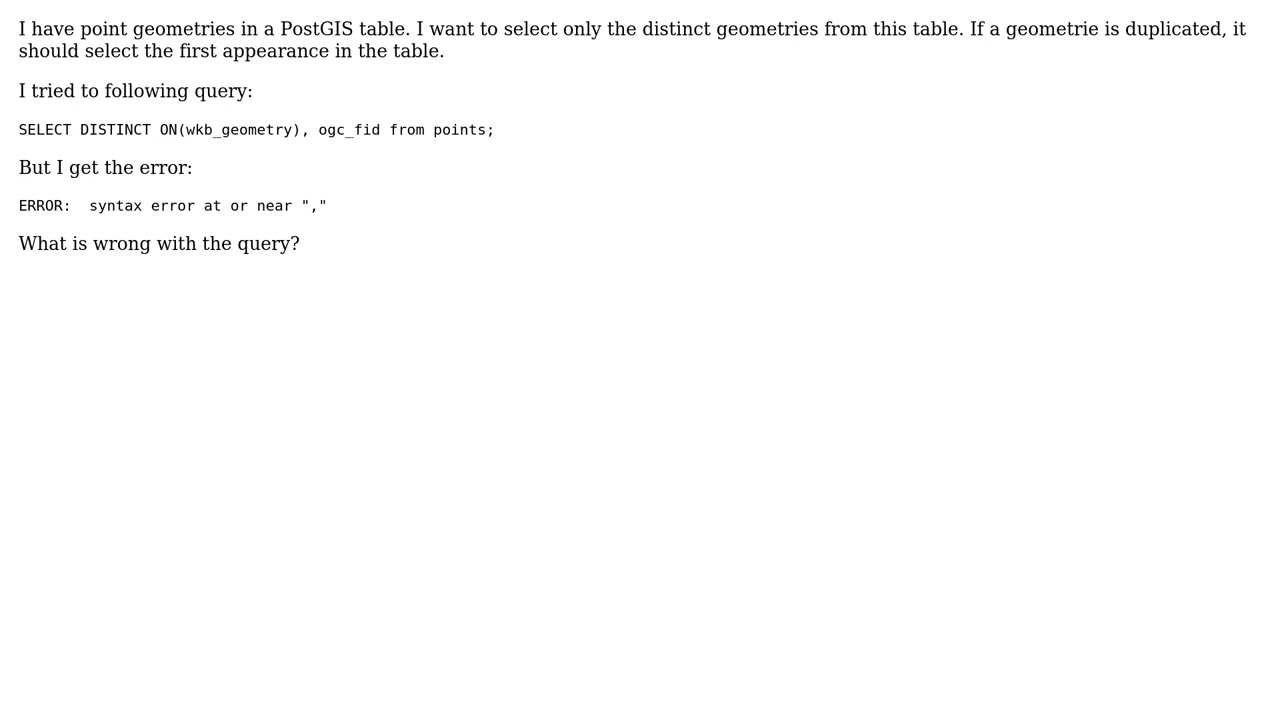 I have point geometries in a PostGIS table. I want to select only the distinct geometries from this table. If a geometrie is duplicated, it
should select the first appearance in the table.
I tried to following query:
SELECT DISTINCT ON(wkb_geometry), ogc_fid from points;
But I get the error:
ERROR:  syntax error at or near ","
What is wrong with the query?